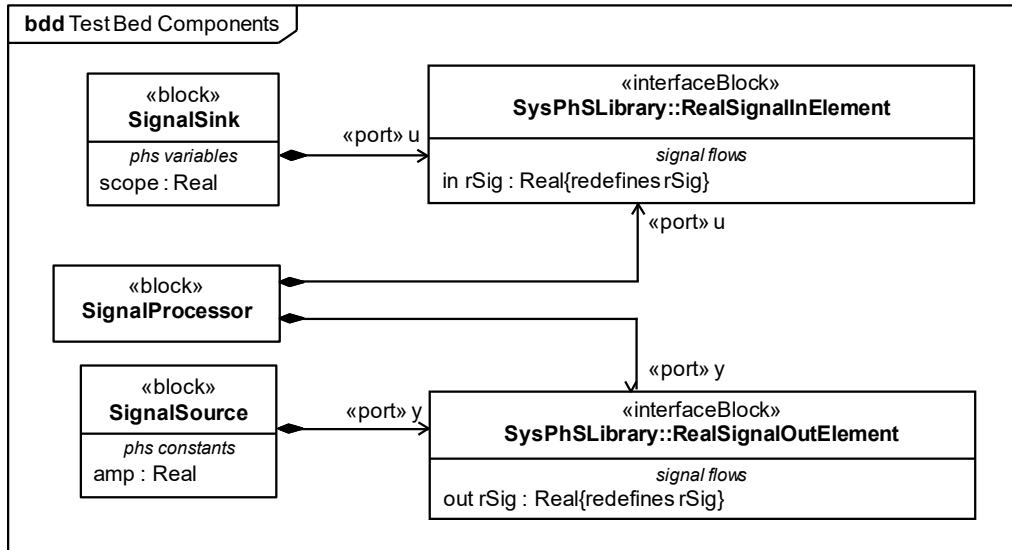 bdd Test Bed Components
«block»
SignalSink
phs variables
scope : Real
«port» u
«interfaceBlock»
SysPhSLibrary::RealSignalInElement
signal flows
in rSig : Real{redefines rSig}
«port» u
«block»
SignalProcessor
«port» y
«block»
SignalSource
phs constants
amp : Real
«port» y
«interfaceBlock»
SysPhSLibrary::RealSignalOutElement
signal flows
out rSig : Real{redefines rSig}